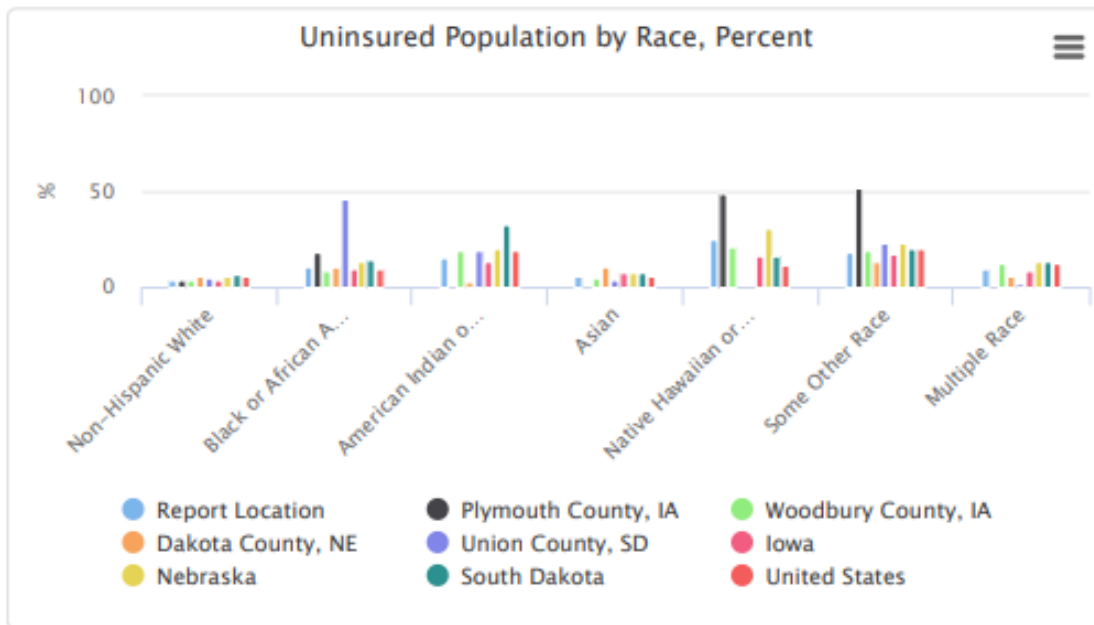 Uninsured Population by Race, Percent
100
50
0
%
Non-Hispanic White
Black or African A...
American Indian o...
Asian
Native Hawaiian or...
Some Other Race
Multiple Race
Report Location
Plymouth County, IA
Woodbury County, IA
Dakota County, NE
Union County, SD
Iowa
Nebraska
South Dakota
United States